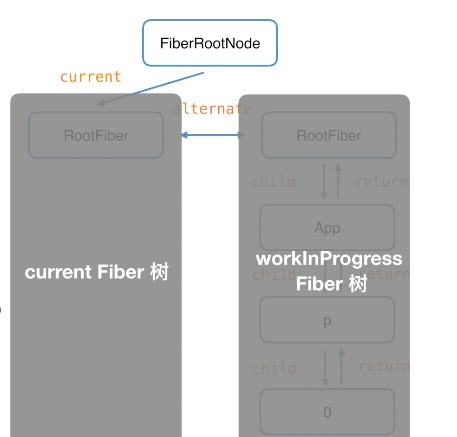 FiberRootNode
current
alternate
RootFiber
RootFiber
child
return
App
current Fiber 树
workInProgress
Fiber 树
child
return
p
child
return
0